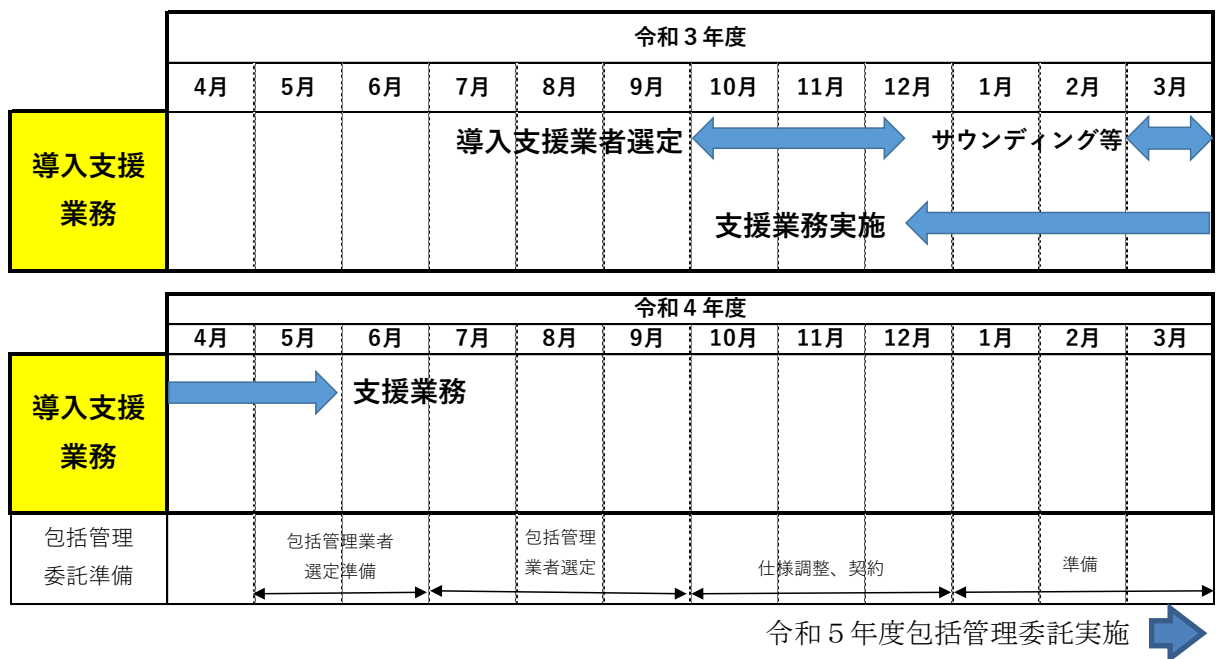 令和３年度
4月 5月 6月 7月 8月 9月 10月 11月 12月 1月 2月 3月
導入支援
業務
導入支援業者選定
サウンディング等
支援業務実施
令和４年度
4月 5月 6月 7月 8月 9月 10月 11月 12月 1月 2月 3月
導入支援
業務
支援業務
包括管理
委託準備
包括管理業者
選定準備
包括管理
業者選定
仕様調整、契約
準備
令和５年度包括管理委託実施